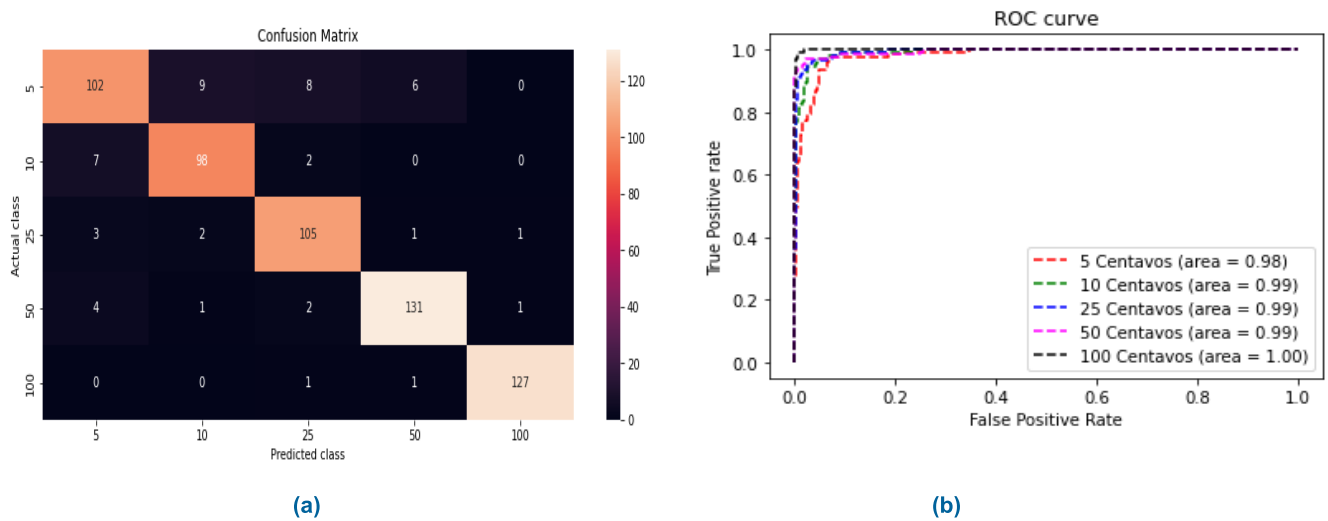 Confusion Matrix
Actual class
5 102 9 8 6 0
10 7 98 2 0 0
25 3 2 105 1 1
50 4 1 2 131 1
100 0 0 1 1 127
5 10 25 50 100
Predicted class
120
100
80
60
40
20
0
(a)
ROC curve
True Positive rate
1.0
0.8
0.6
0.4
0.2
0.0
0.0 0.2 0.4 0.6 0.8 1.0
False Positive Rate
5 Centavos (area = 0.98)
10 Centavos (area = 0.99)
25 Centavos (area = 0.99)
50 Centavos (area = 0.99)
100 Centavos (area = 1.00)
(b)